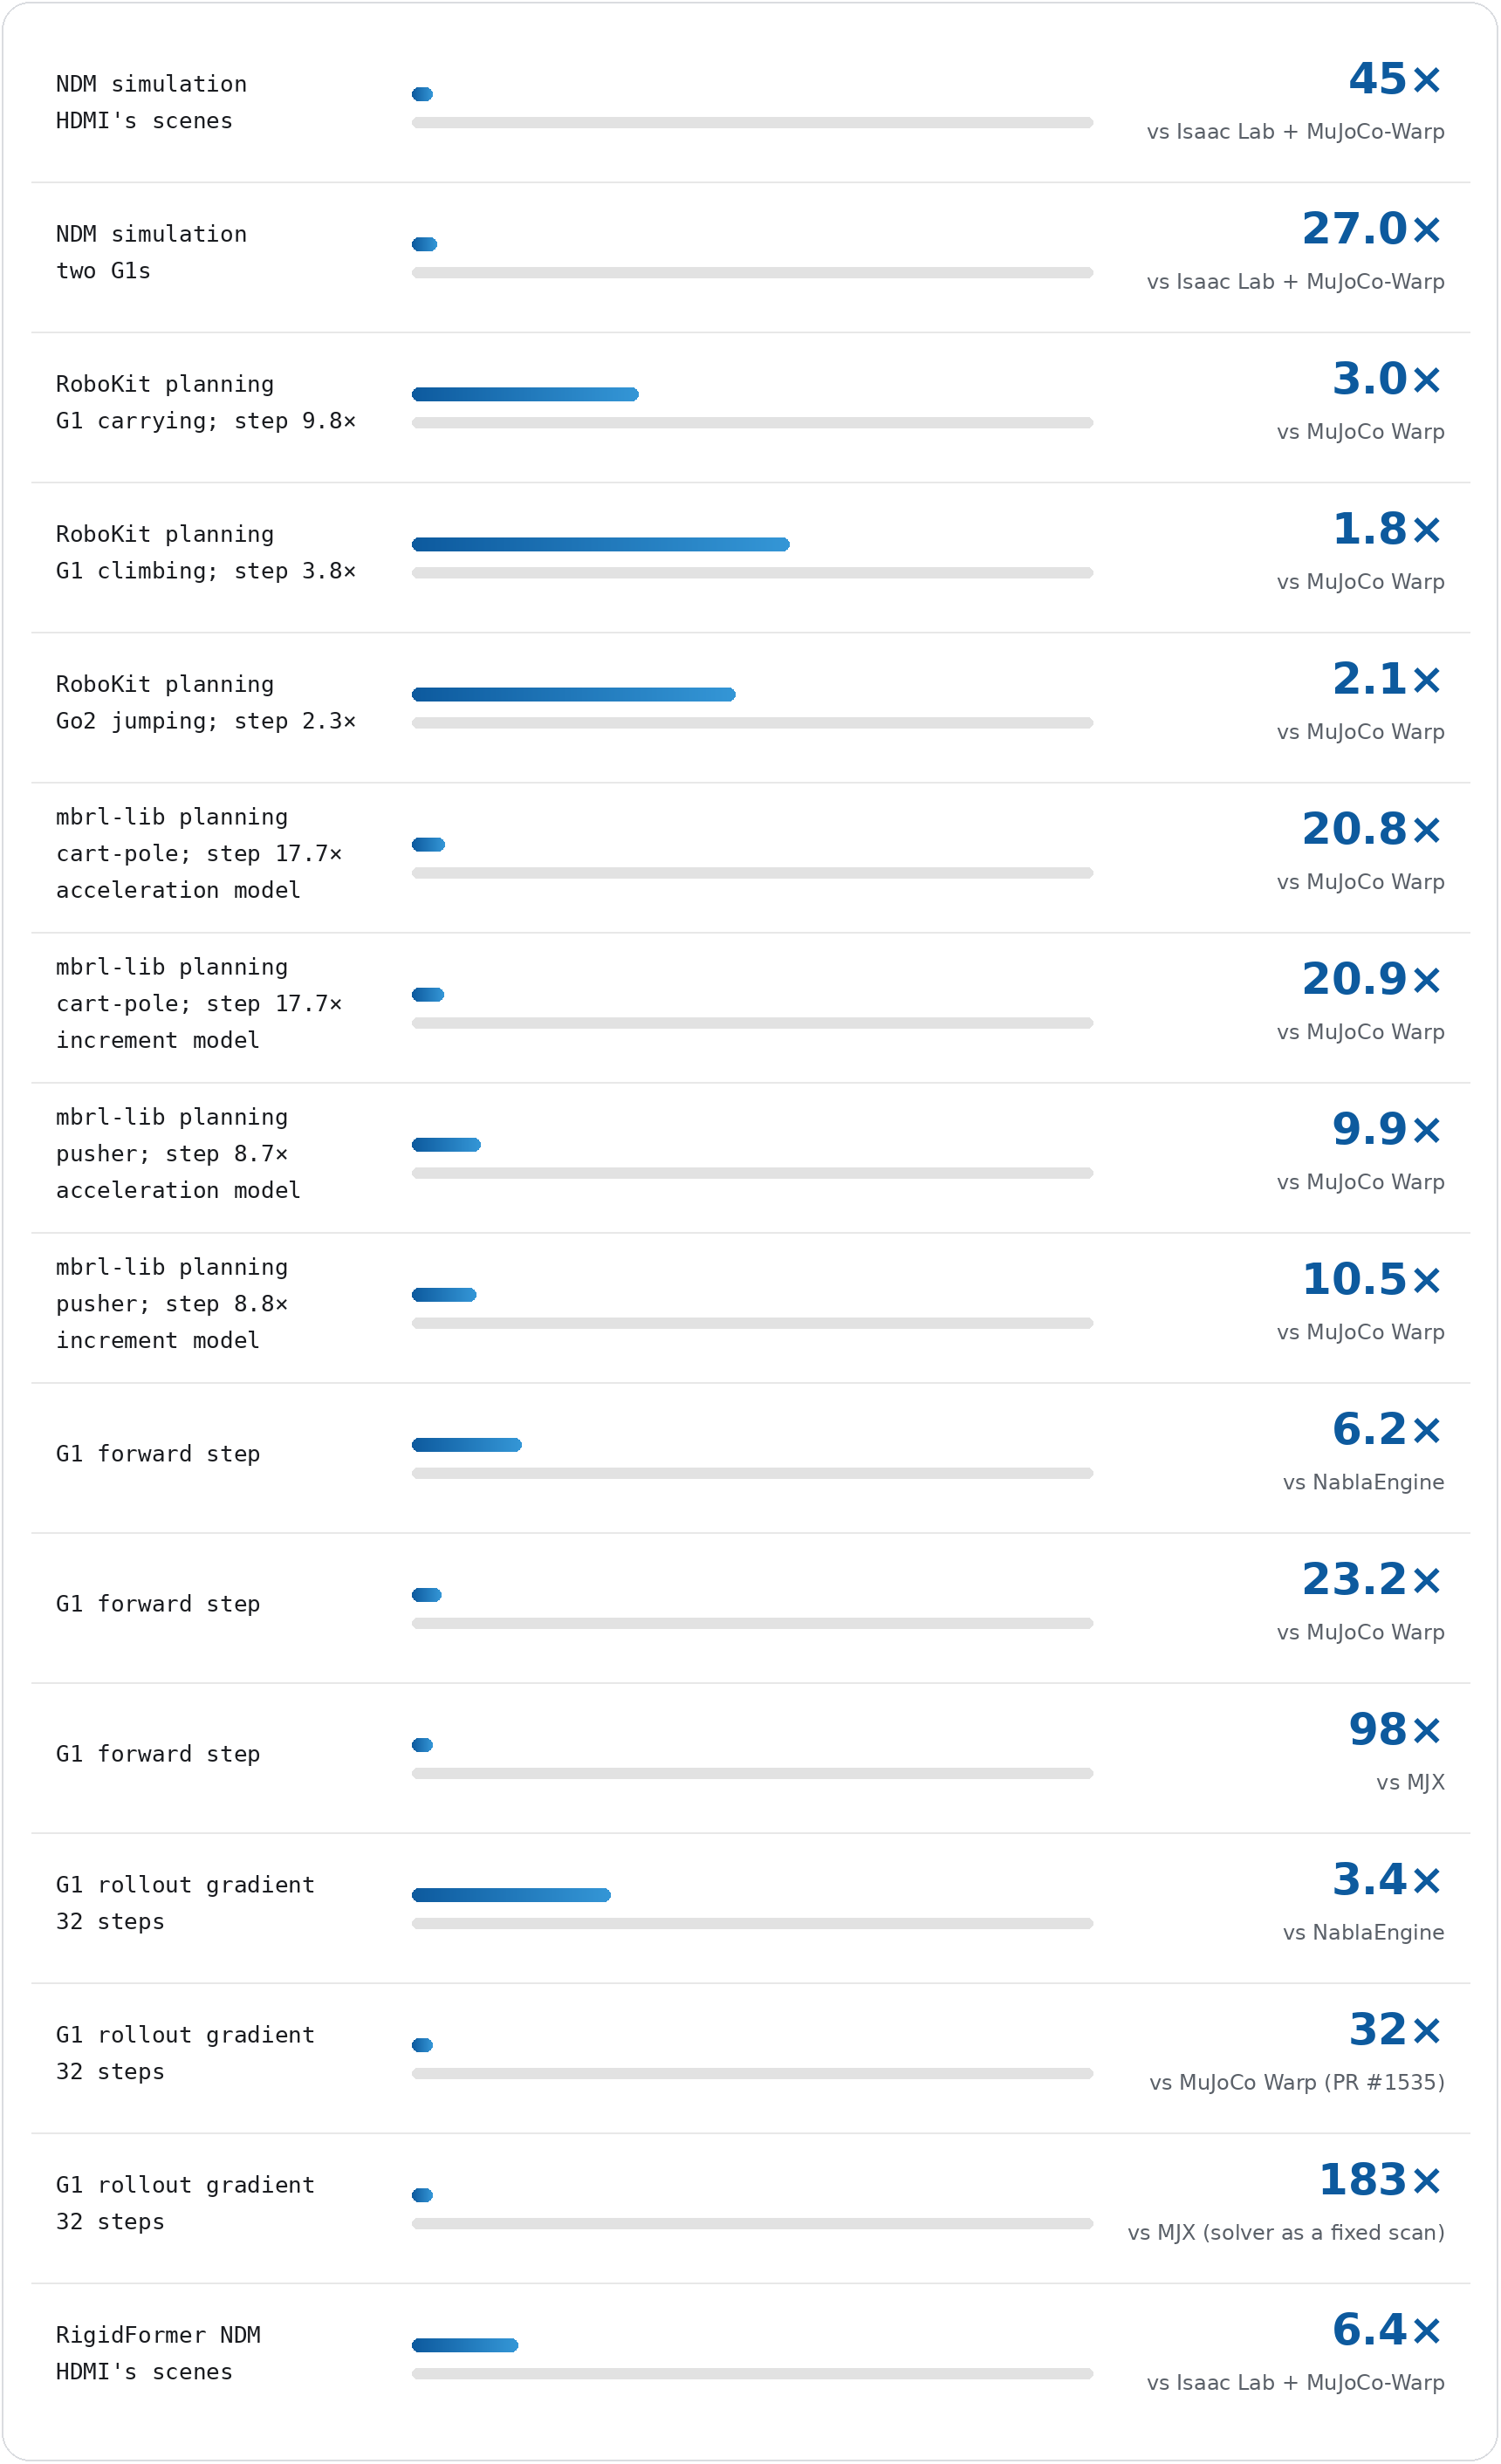 NDM simulation
HDMI's scenes
45×
vs Isaac Lab + MuJoCo-Warp
NDM simulation
two G1s
27.0×
vs Isaac Lab + MuJoCo-Warp
RoboKit planning
G1 carrying; step 9.8×
3.0×
vs MuJoCo Warp
RoboKit planning
G1 climbing; step 3.8×
1.8×
vs MuJoCo Warp
RoboKit planning
Go2 jumping; step 2.3×
2.1×
vs MuJoCo Warp
mbrl-lib planning
cart-pole; step 17.7×
acceleration model
20.8×
vs MuJoCo Warp
mbrl-lib planning
cart-pole; step 17.7×
increment model
20.9×
vs MuJoCo Warp
mbrl-lib planning
pusher; step 8.7×
acceleration model
9.9×
vs MuJoCo Warp
mbrl-lib planning
pusher; step 8.8×
increment model
10.5×
vs MuJoCo Warp
G1 forward step
6.2×
vs NablaEngine
G1 forward step
23.2×
vs MuJoCo Warp
G1 forward step
98×
vs MJX
G1 rollout gradient
32 steps
3.4×
vs NablaEngine
G1 rollout gradient
32 steps
32×
vs MuJoCo Warp (PR #1535)
G1 rollout gradient
32 steps
183×
vs MJX (solver as a fixed scan)
RigidFormer NDM
HDMI's scenes
6.4×
vs Isaac Lab + MuJoCo-Warp